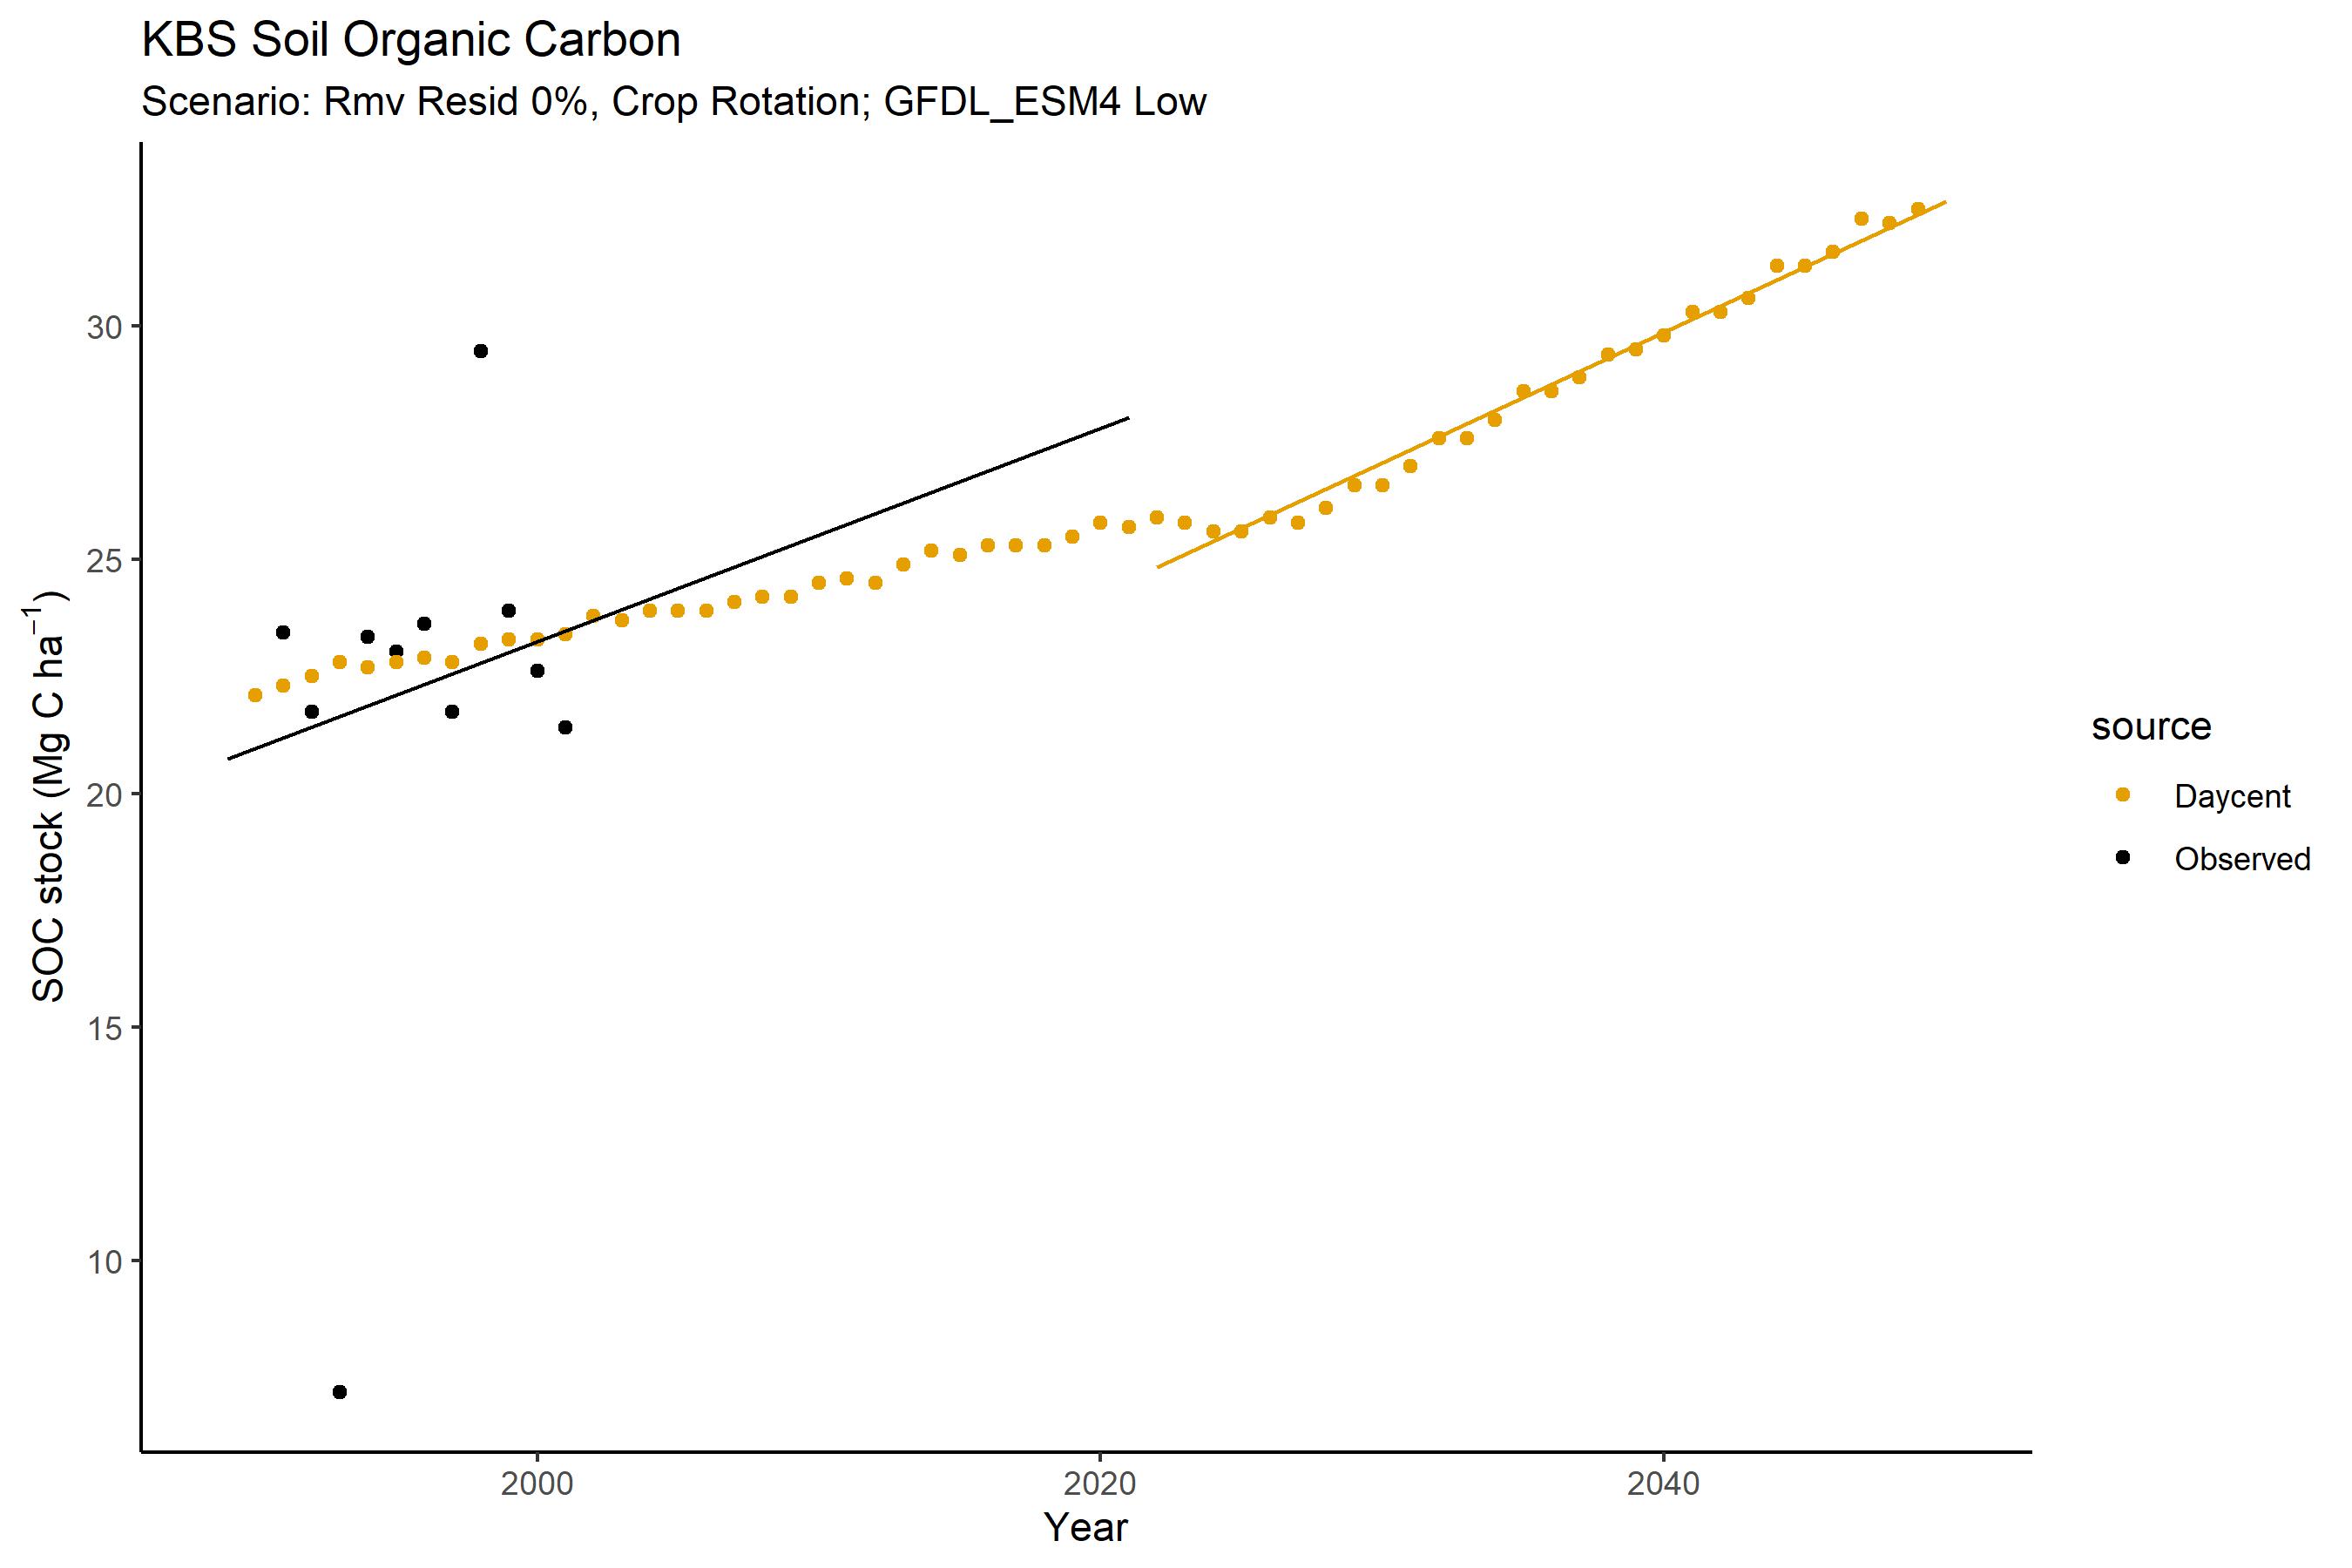 KBS Soil Organic Carbon
Scenario: Rmv Resid 0%, Crop Rotation; GFDL_ESM4 Low
SOC stock (Mg C ha⁻¹)
30
25
20
15
10
2000
2020
2040
Year
source
Daycent
Observed